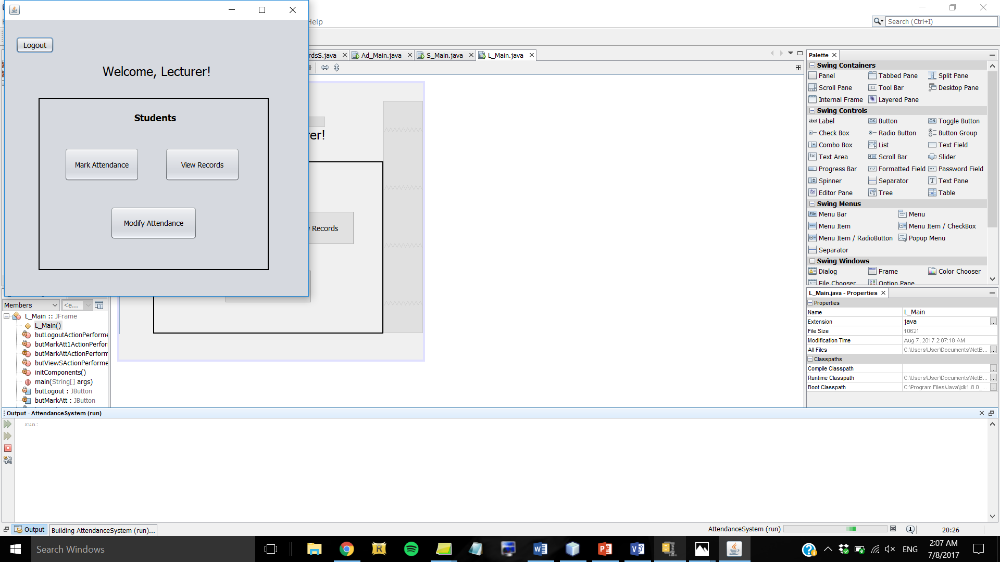 Help
Search (Ctrl+I)
Logout
Welcome, Lecturer!
Students
Mark Attendance
View Records
Modify Attendance
rdsS.java
Ad_Main.java
S_Main.java
L_Main.java
rer!
Records
Palette
Swing Containers
Panel Tabbed Pane Split Pane
Scroll Pane Tool Bar Desktop Pane
Internal Frame Layered Pane
Swing Controls
label Label OK Button ON Toggle Button
Check Box Radio Button Button Group
Combo Box List Text Field
Text Area Scroll Bar Slider
Progress Bar Formatted Field Password Field
Spinner Separator Text Pane
Editor Pane Tree Table
Swing Menus
File Menu Bar Menu
Menu Item Menu Item / CheckBox
Menu Item / RadioButton Popup Menu
Separator
Swing Windows
Dialog Frame Color Chooser
File Chooser Option Pane
L_Main.java - Properties
Properties
Name L_Main
Extension java
File Size 10621
Modification Time Aug 7, 2017 2:07:18 AM
All Files C:\Users\User\Documents\NetB...
Classpaths
Compile Classpath
Runtime Classpath C:\Users\User\Documents\NetB...
Boot Classpath C:\Program Files\Java\jdk1.8.0_...
Members <e...
L_Main :: JFrame
L_Main()
butLogoutActionPerforme
butMarkAtt1ActionPerfor
butMarkAttActionPerform
butViewSActionPerforme
initComponents()
main(String[] args)
butLogout : JButton
butMarkAtt : JButton
Output - AttendanceSystem (run)
run:
Output
Building AttendanceSystem (run)...
AttendanceSystem (run)
1
20:26
Search Windows
ENG
2:07 AM
7/8/2017